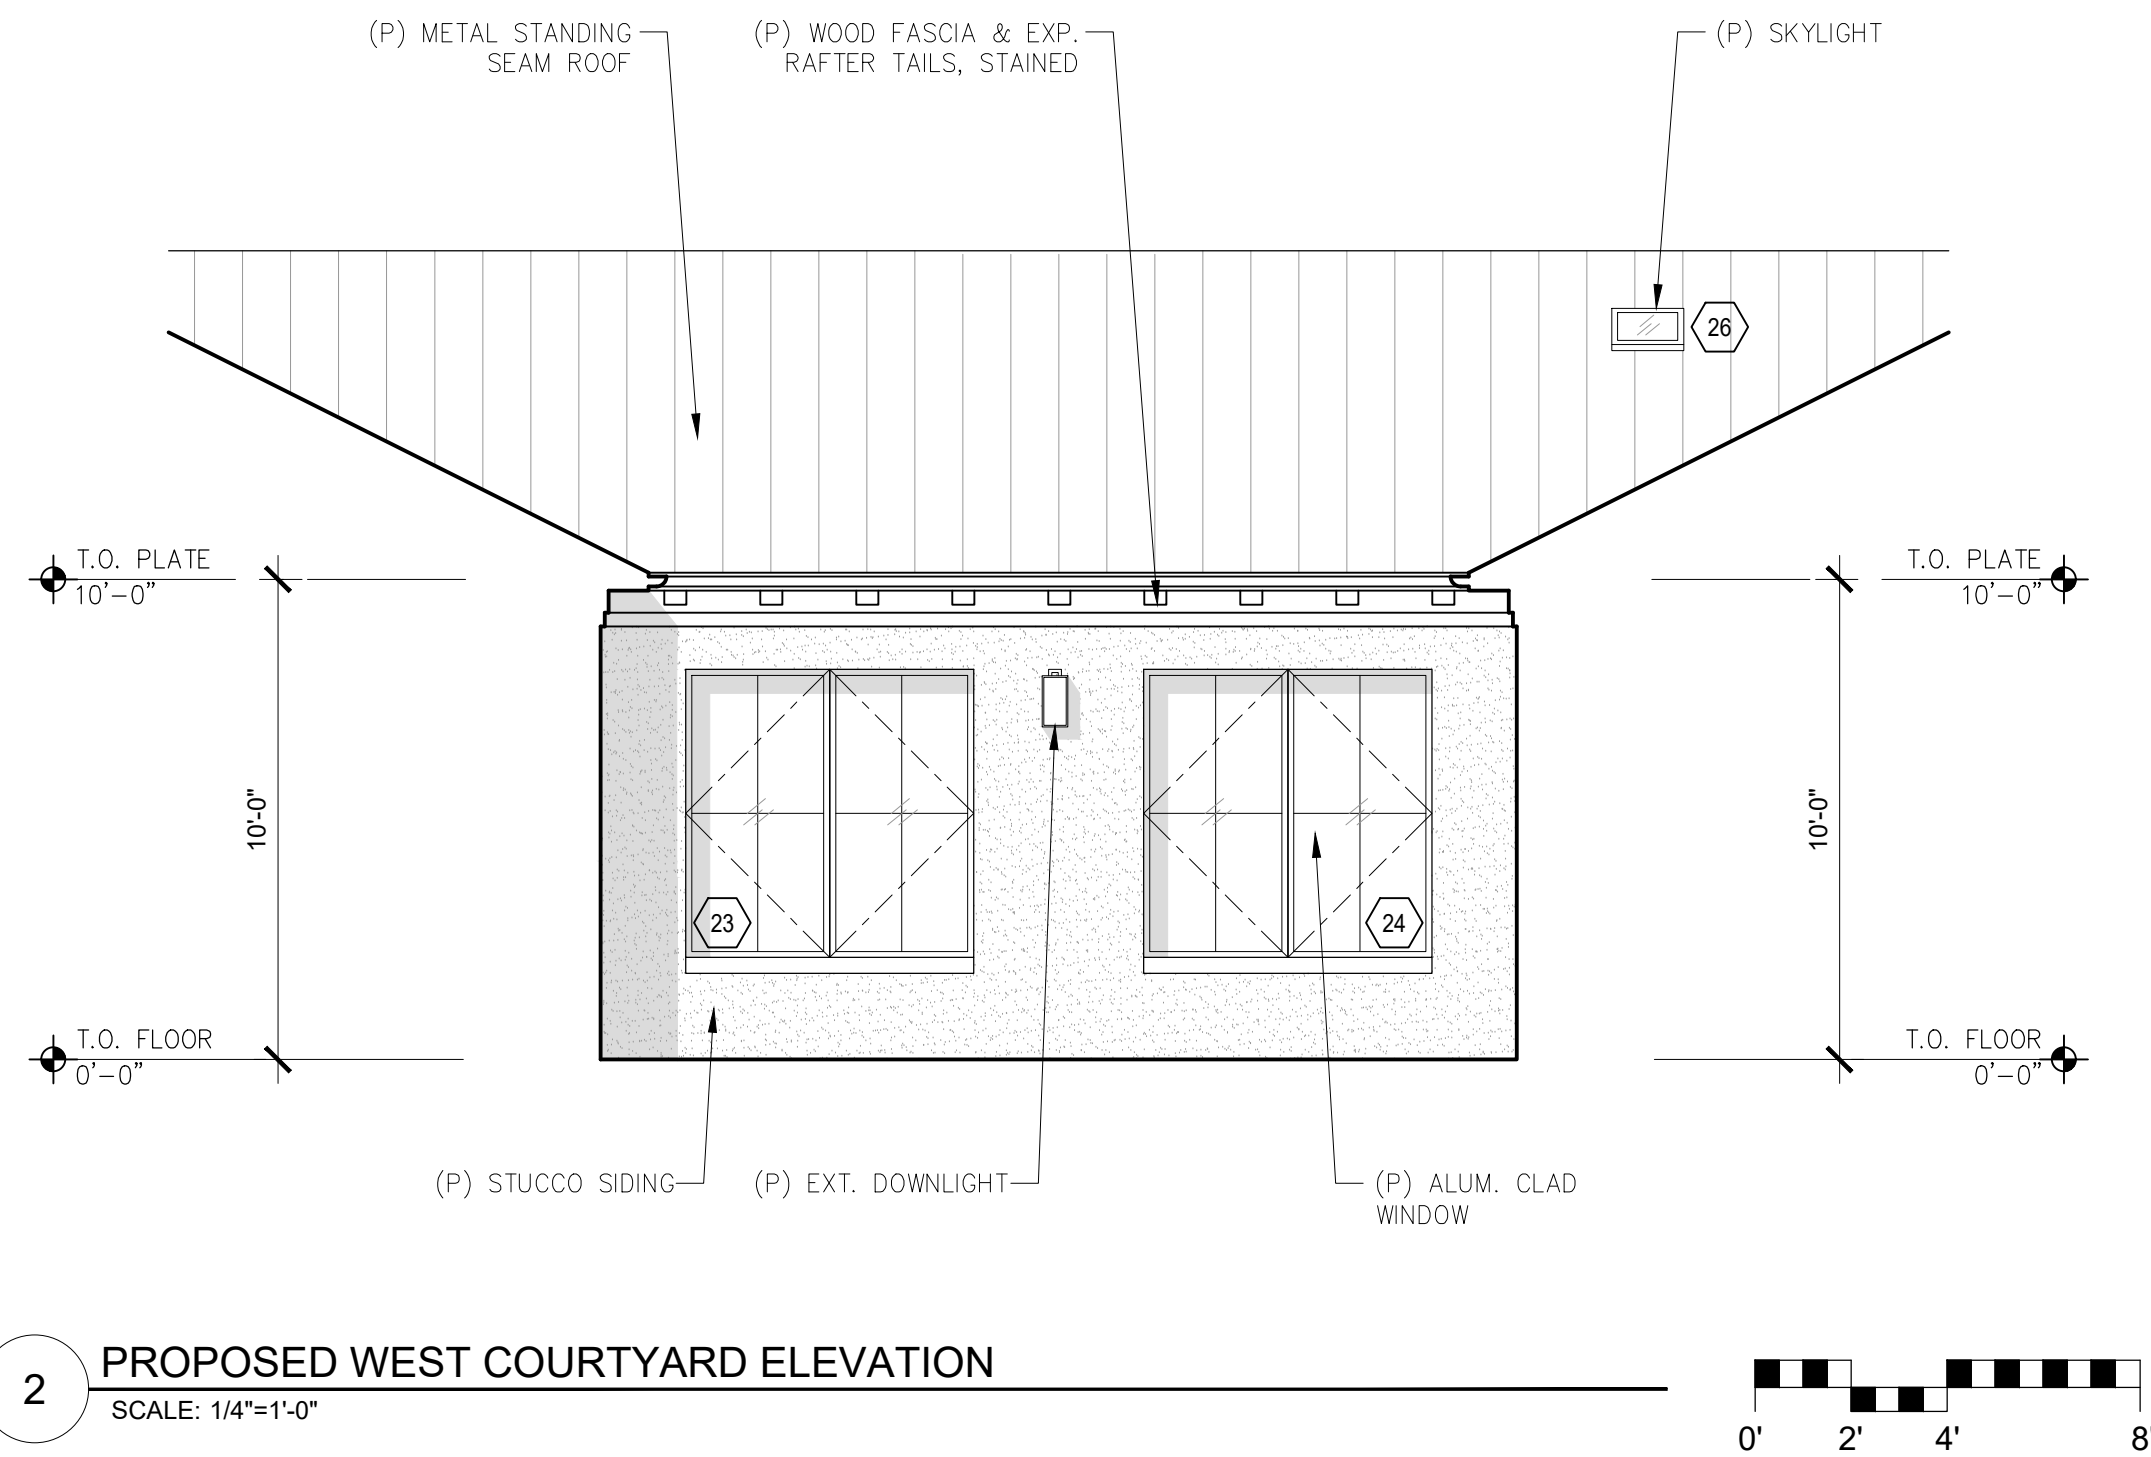 (P) METAL STANDING
SEAM ROOF
(P) WOOD FASCIA & EXP.
RAFTER TAILS, STAINED
(P) SKYLIGHT
26
T.O. PLATE
10'-0"
T.O. PLATE
10'-0"
10'-0"
10'-0"
23
24
T.O. FLOOR
0'-0"
T.O. FLOOR
0'-0"
(P) STUCCO SIDING
(P) EXT. DOWNLIGHT
(P) ALUM. CLAD
WINDOW
2
PROPOSED WEST COURTYARD ELEVATION
SCALE: 1/4"=1'-0"
0' 2' 4' 8'